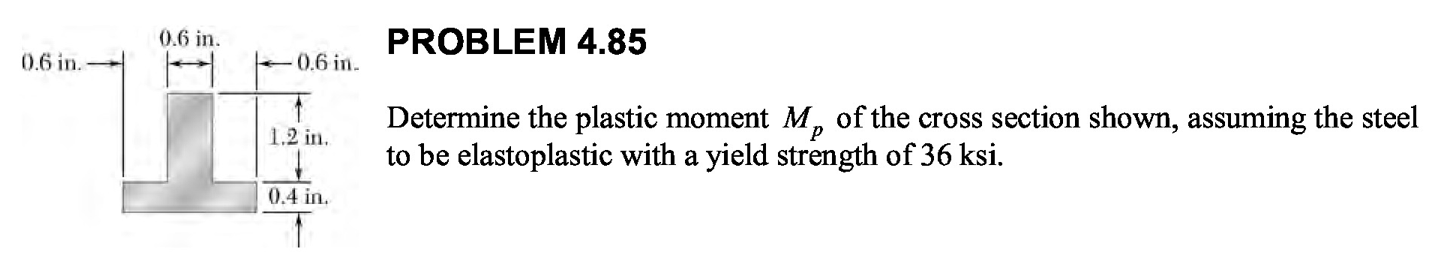 0.6 in.
0.6 in.
0.6 in.
1.2 in.
0.4 in.
PROBLEM 4.85
Determine the plastic moment M_p of the cross section shown, assuming the steel
to be elastoplastic with a yield strength of 36 ksi.